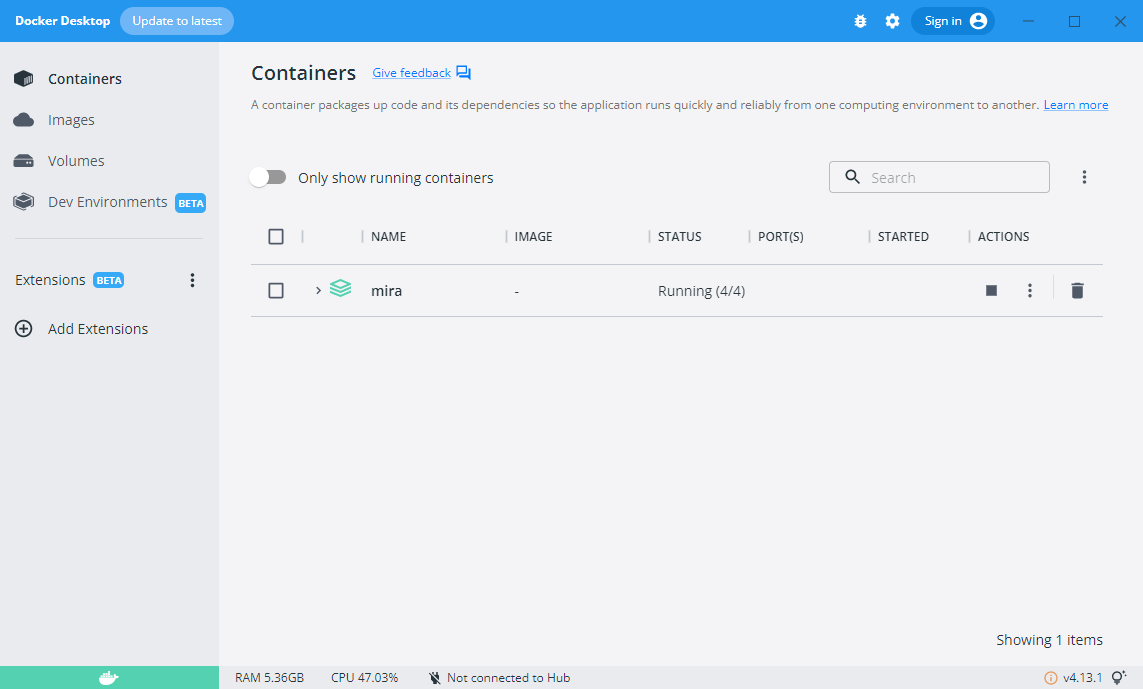 Docker Desktop Update to latest Sign in
Containers
Images
Volumes
Dev Environments BETA
Extensions BETA
Add Extensions
Containers Give feedback
A container packages up code and its dependencies so the application runs quickly and reliably from one computing environment to another. Learn more
Only show running containers Search
NAME IMAGE STATUS PORT(S) STARTED ACTIONS
mira - Running (4/4)
Showing 1 items
RAM 5.36GB CPU 47.03% Not connected to Hub v4.13.1